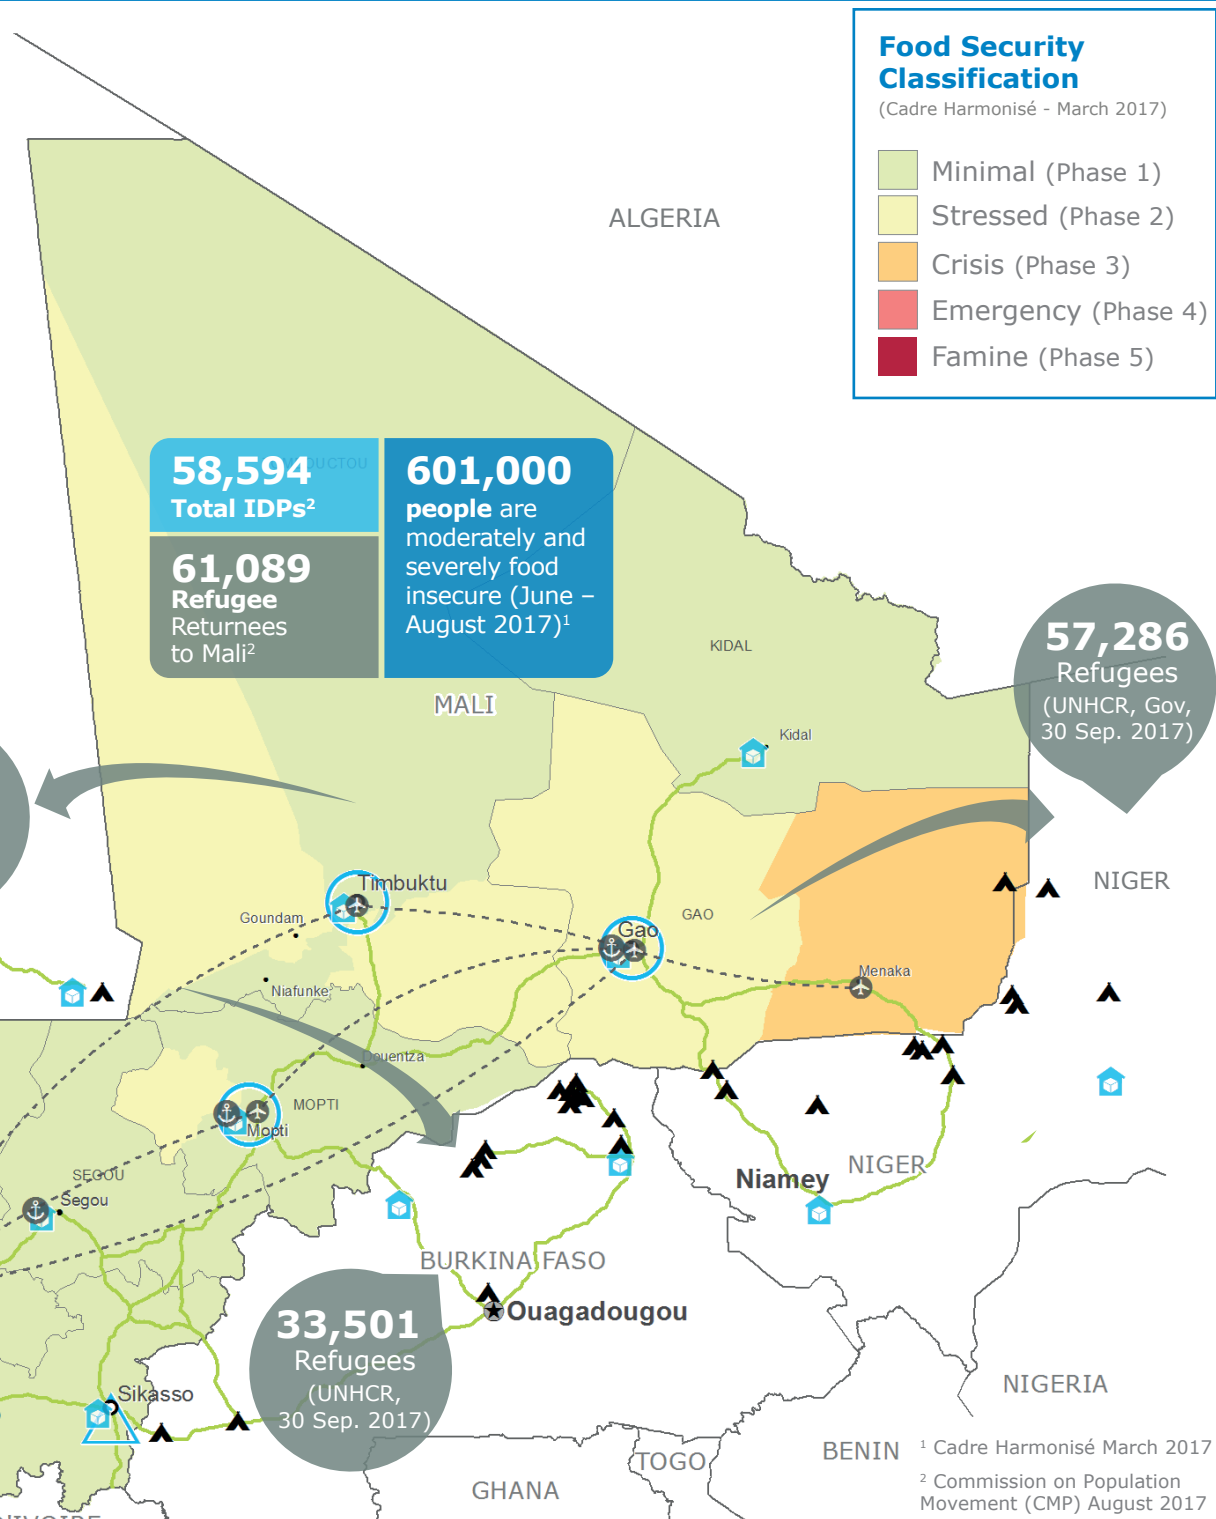 Food Security
Classification
(Cadre Harmonisé - March 2017)
Minimal (Phase 1)
Stressed (Phase 2)
Crisis (Phase 3)
Emergency (Phase 4)
Famine (Phase 5)
ALGERIA
58,594
Total IDPs²
61,089
Refugee
Returnees
to Mali²
601,000
people are
moderately and
severely food
insecure (June –
August 2017)¹
KIDAL
57,286
Refugees
(UNHCR, Gov,
30 Sep. 2017)
MALI
Kidal
Timbuktu
NIGER
Goundam
GAO
Gao
Menaka
Niafunke
Douentza
MOPTI
Mopti
SEGOU
Segou
NIGER
Niamey
BURKINA FASO
Ouagadougou
33,501
Refugees
(UNHCR,
30 Sep. 2017)
Sikasso
NIGERIA
BENIN
TOGO
GHANA
¹ Cadre Harmonisé March 2017
² Commission on Population
Movement (CMP) August 2017